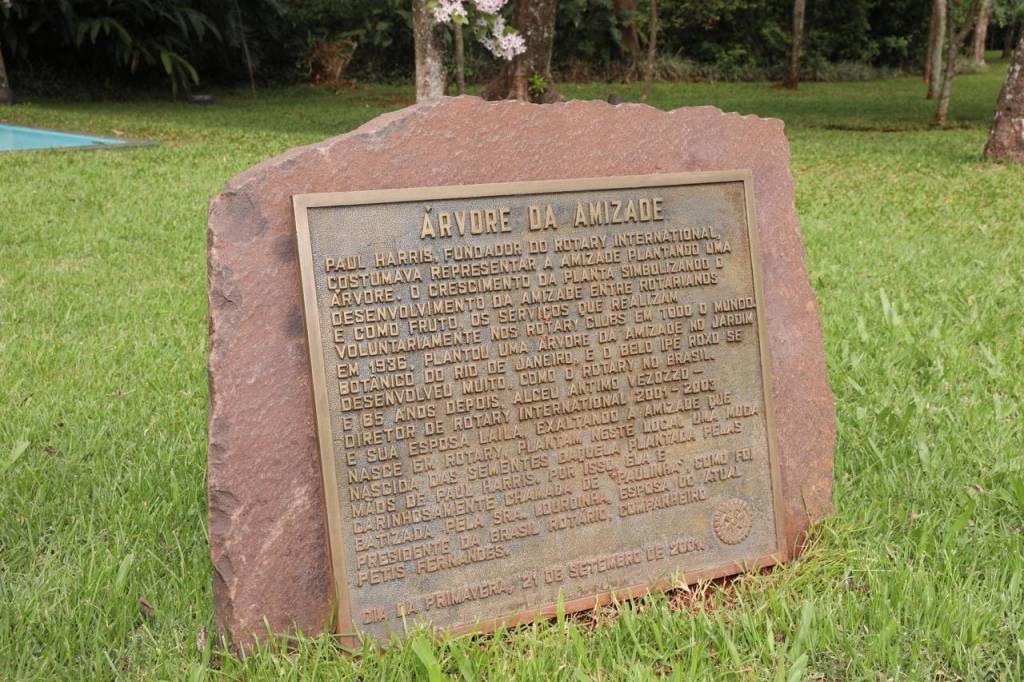 ÁRVORE DA AMIZADE
PAUL HARRIS, FUNDADOR DO ROTARY INTERNATIONAL,
COSTUMAVA REPRESENTAR A AMIZADE PLANTANDO UMA
ÁRVORE. O CRESCIMENTO DA PLANTA SIMBOLIZANDO O
DESENVOLVIMENTO DA AMIZADE ENTRE ROTARIANOS
E COMO FRUTO, OS SERVIÇOS QUE REALIZAM
VOLUNTARIAMENTE NOS ROTARY CLUBS EM TODO O MUNDO.
EM 1936, PLANTOU UMA ÁRVORE DA AMIZADE NO JARDIM
BOTÂNICO DO RIO DE JANEIRO, E O BELO IPÊ ROXO SE
DESENVOLVEU MUITO, COMO O ROTARY NO BRASIL.
E 65 ANOS DEPOIS, ALCEU ANTIMO VEZOZZO –
DIRETOR DE ROTARY INTERNATIONAL 2001-2003
E SUA ESPOSA LAILA, EXALTANDO A AMIZADE QUE
NASCE EM ROTARY, PLANTAM NESTE LOCAL UMA MUDA
NASCIDA DAS SEMENTES DAQUELA PLANTADA PELAS
MÃOS DE PAUL HARRIS, POR ISSO, ELA É
CARINHOSAMENTE CHAMADA DE "PAULINHA", COMO FOI
BATIZADA PELA SRA. LOURDINHA, ESPOSA DO ATUAL
PRESIDENTE DA BRASIL ROTÁRIO, COMPANHEIRO
PETIS FERNANDES.
DIA DA PRIMAVERA, 21 DE SETEMBRO DE 2001.